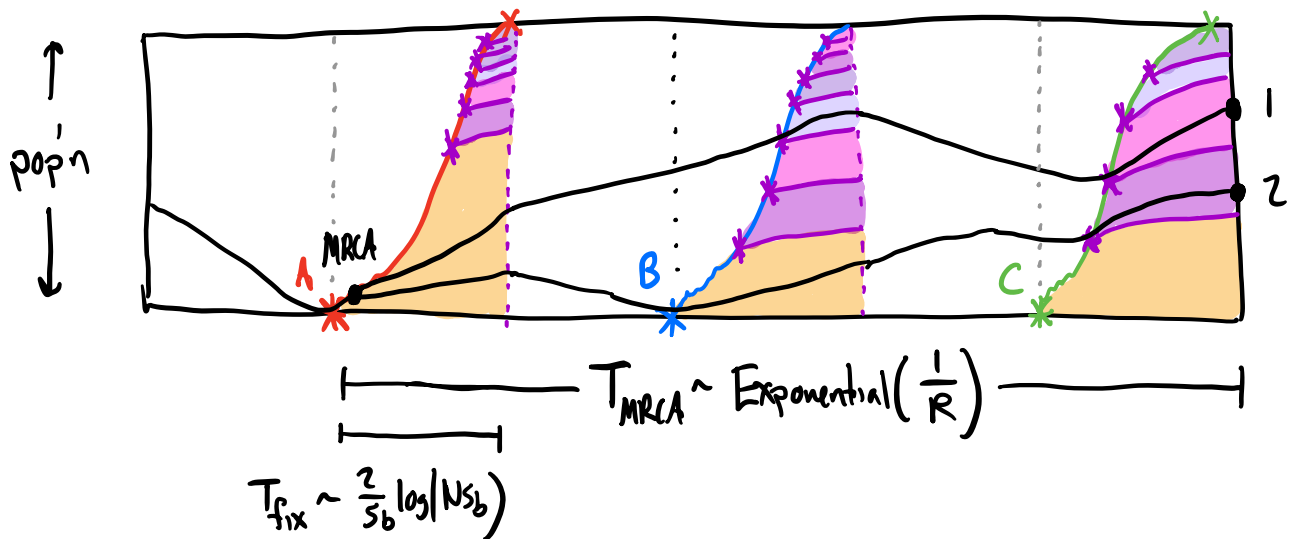 pop'n
A
MRCA
B
C
1
2
T_MRCA ~ Exponential(1/R)
T_fix ~ 2/s_b log(Ns_b)